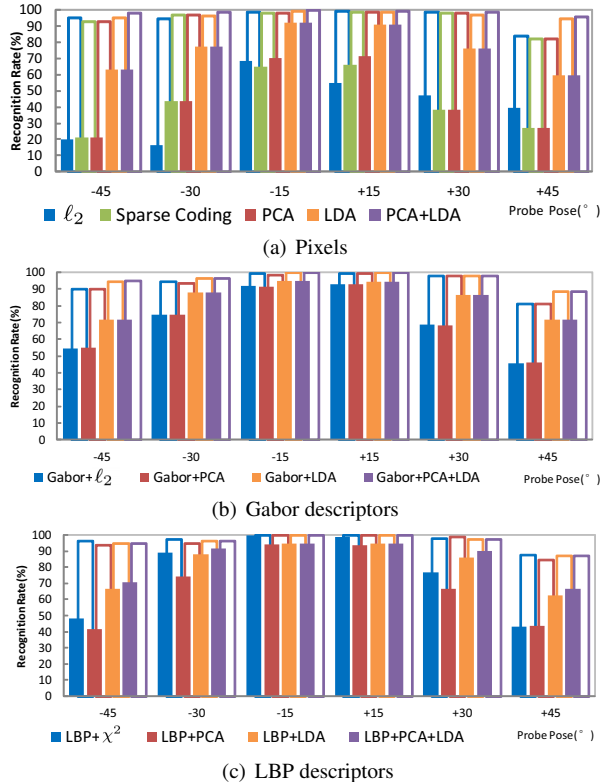 100
90
80
70
60
50
40
30
20
10
0
Recognition Rate(%)
-45 -30 -15 +15 +30 +45
ℓ2 Sparse Coding PCA LDA PCA+LDA Probe Pose(°)
(a) Pixels
100
90
80
70
60
50
40
30
20
10
0
Recognition Rate(%)
-45 -30 -15 +15 +30 +45
Gabor+ℓ2 Gabor+PCA Gabor+LDA Gabor+PCA+LDA Probe Pose(°)
(b) Gabor descriptors
100
90
80
70
60
50
40
30
20
10
0
Recognition Rate(%)
-45 -30 -15 +15 +30 +45
LBP+χ² LBP+PCA LBP+LDA LBP+PCA+LDA Probe Pose(°)
(c) LBP descriptors